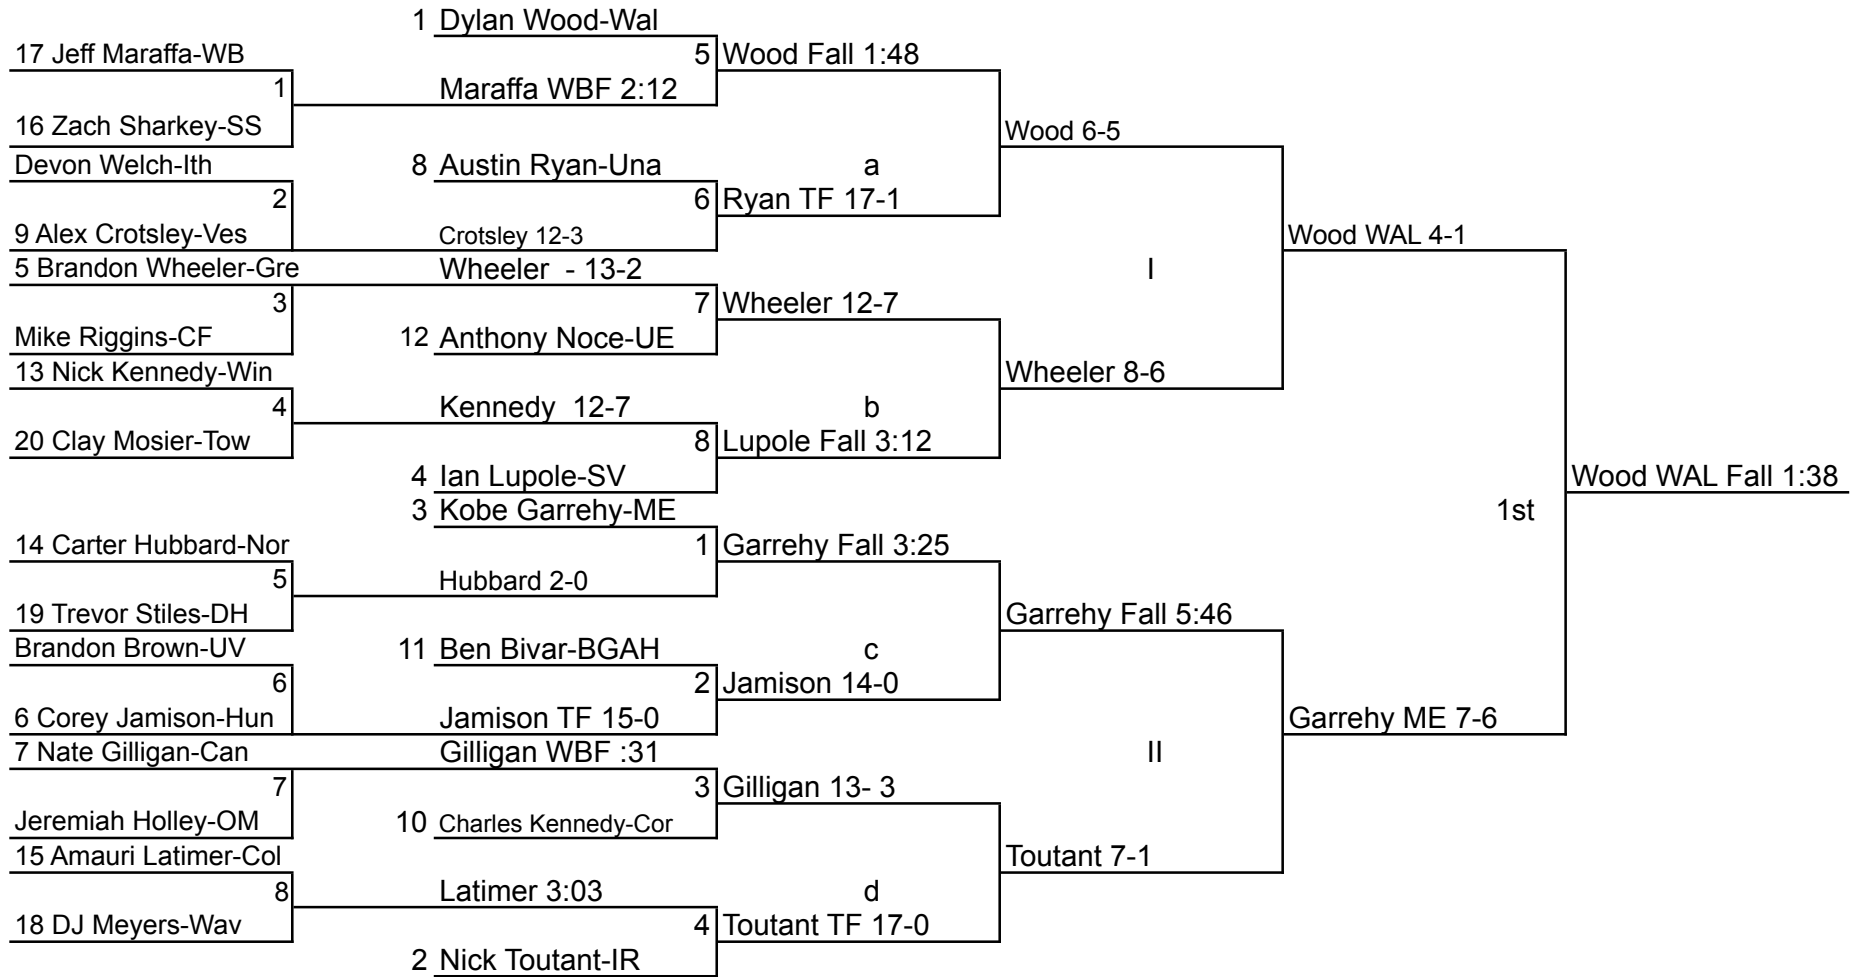 1 Dylan Wood-Wal
17 Jeff Maraffa-WB
5 Wood Fall 1:48
1
Maraffa WBF 2:12
16 Zach Sharkey-SS
Wood 6-5
Devon Welch-Ith
8 Austin Ryan-Una
a
2
6 Ryan TF 17-1
9 Alex Crotsley-Ves
Crotsley 12-3
Wood WAL 4-1
5 Brandon Wheeler-Gre
Wheeler - 13-2
I
3
7 Wheeler 12-7
Mike Riggins-CF
12 Anthony Noce-UE
13 Nick Kennedy-Win
Wheeler 8-6
4
Kennedy 12-7
b
20 Clay Mosier-Tow
8 Lupole Fall 3:12
4 Ian Lupole-SV
Wood WAL Fall 1:38
3 Kobe Garrehy-ME
1st
14 Carter Hubbard-Nor
1 Garrehy Fall 3:25
5
Hubbard 2-0
19 Trevor Stiles-DH
Garrehy Fall 5:46
Brandon Brown-UV
11 Ben Bivar-BGAH
c
6
2 Jamison 14-0
6 Corey Jamison-Hun
Jamison TF 15-0
Garrehy ME 7-6
7 Nate Gilligan-Can
Gilligan WBF :31
II
7
3 Gilligan 13- 3
Jeremiah Holley-OM
10 Charles Kennedy-Cor
15 Amauri Latimer-Col
Toutant 7-1
8
Latimer 3:03
d
18 DJ Meyers-Wav
4 Toutant TF 17-0
2 Nick Toutant-IR